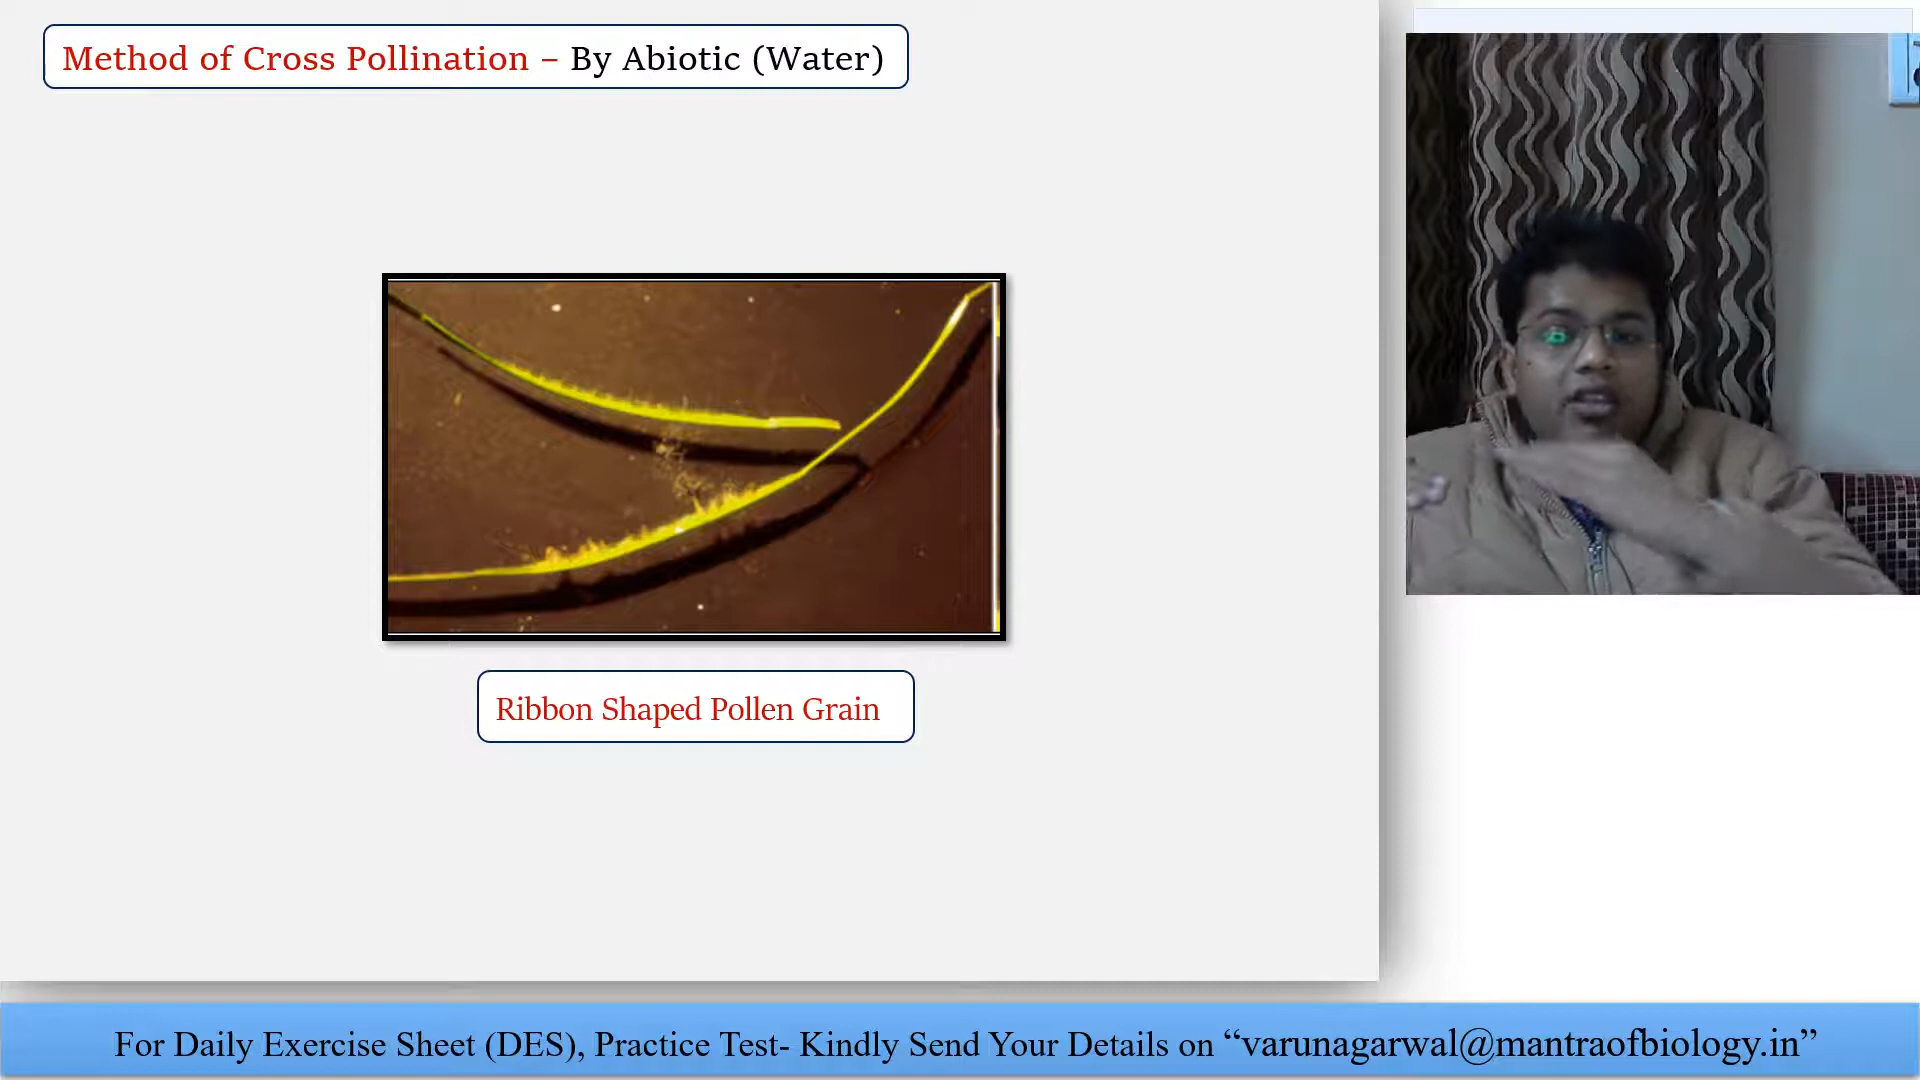 Method of Cross Pollination – By Abiotic (Water)
Ribbon Shaped Pollen Grain
For Daily Exercise Sheet (DES), Practice Test- Kindly Send Your Details on “varunagarwal@mantraofbiology.in”